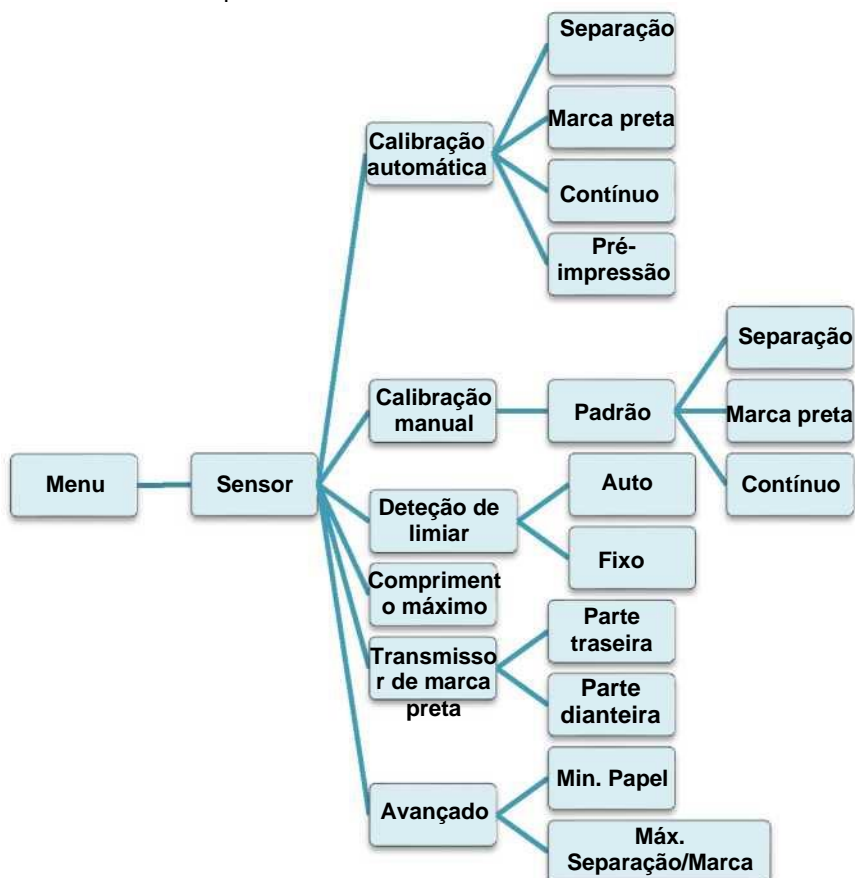 Separação
Marca preta
Calibração
automática
Contínuo
Pré-
impressão
Separação
Calibração
manual
Padrão
Marca preta
Menu
Sensor
Contínuo
Deteção de
limiar
Auto
Fixo
Compriment
o máximo
Parte
traseira
Transmisso
r de marca
preta
Parte
dianteira
Avançado
Min. Papel
Máx.
Separação/Marca